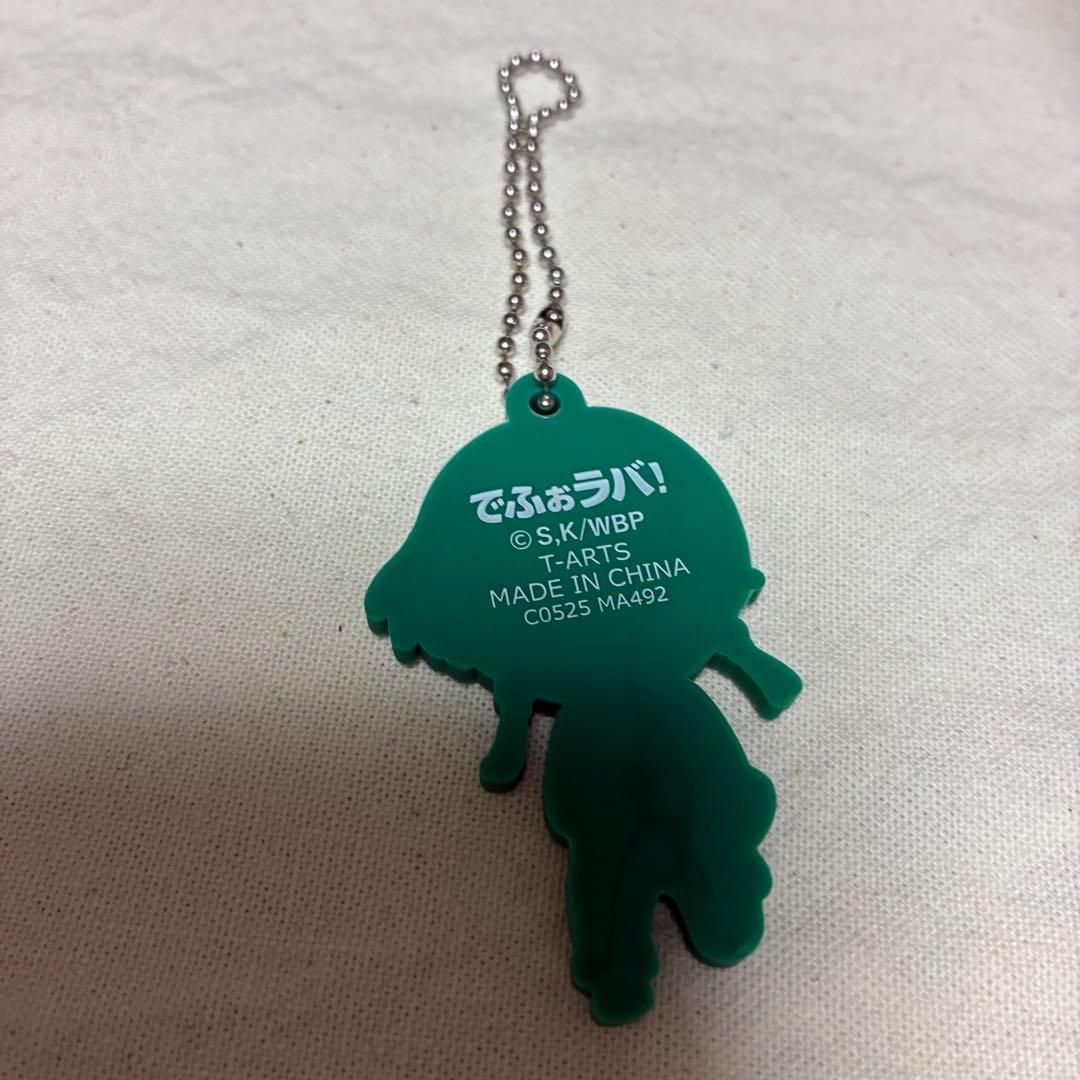 でふぉラバ!
© S,K/WBP
T-ARTS
MADE IN CHINA
C0525 MA492